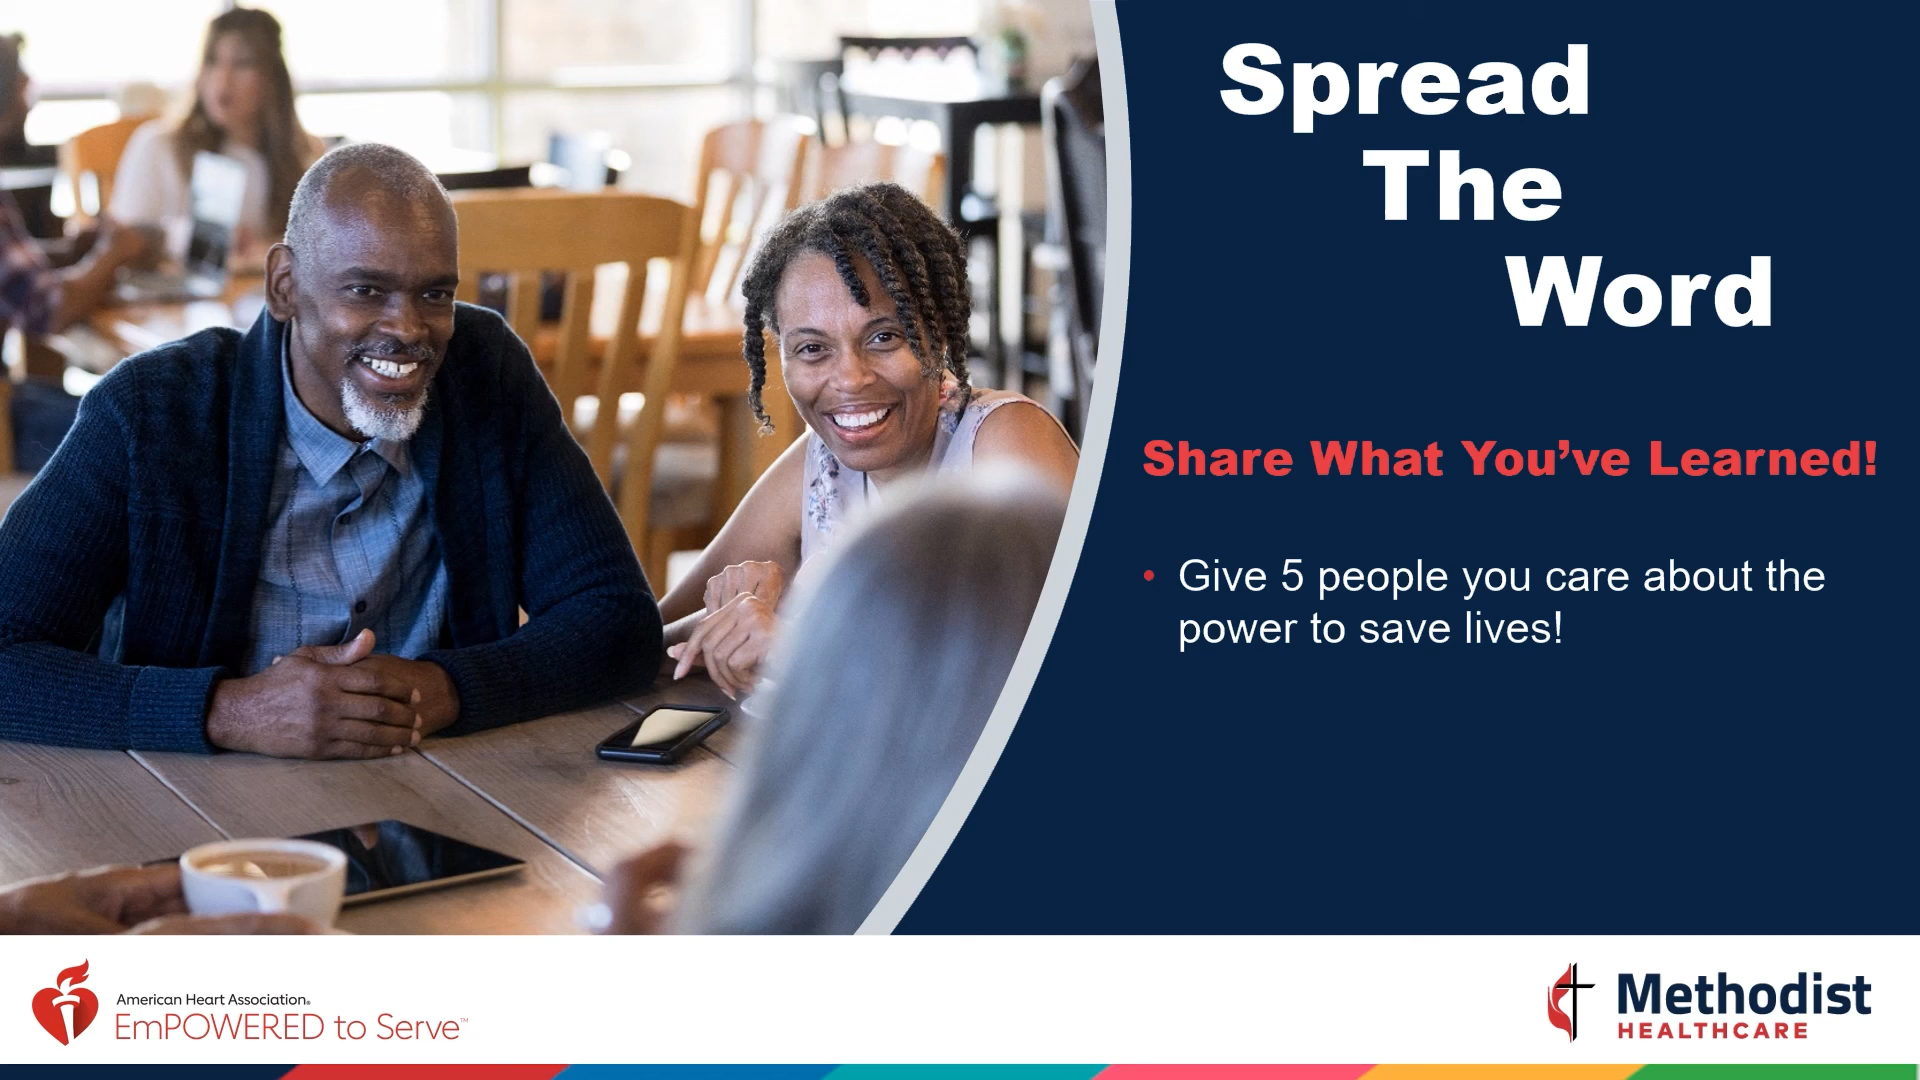 Spread
The
Word
Share What You’ve Learned!
• Give 5 people you care about the
power to save lives!
American Heart Association®
EmPOWERED to Serve™
Methodist
HEALTHCARE